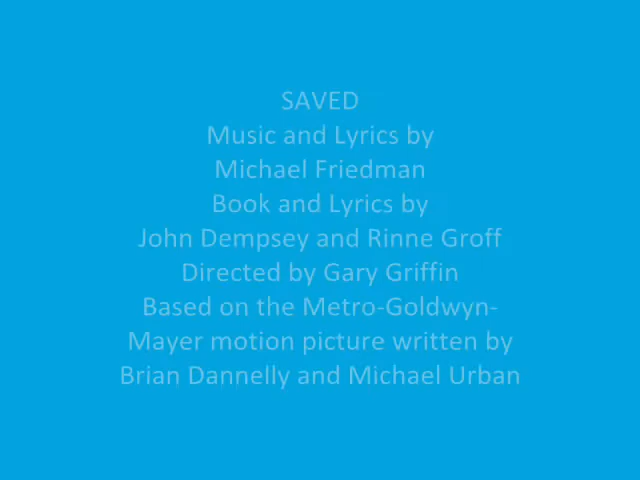 SAVED
Music and Lyrics by
Michael Friedman
Book and Lyrics by
John Dempsey and Rinne Groff
Directed by Gary Griffin
Based on the Metro-Goldwyn-
Mayer motion picture written by
Brian Dannelly and Michael Urban